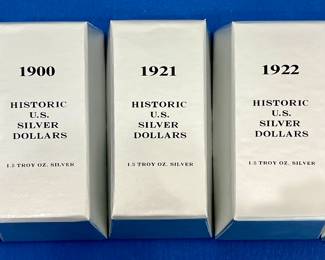 1900
HISTORIC
U.S.
SILVER
DOLLARS
1.5 TROY OZ. SILVER
1921
HISTORIC
U.S.
SILVER
DOLLARS
1.5 TROY OZ. SILVER
1922
HISTORIC
U.S.
SILVER
DOLLARS
1.5 TROY OZ. SILVER